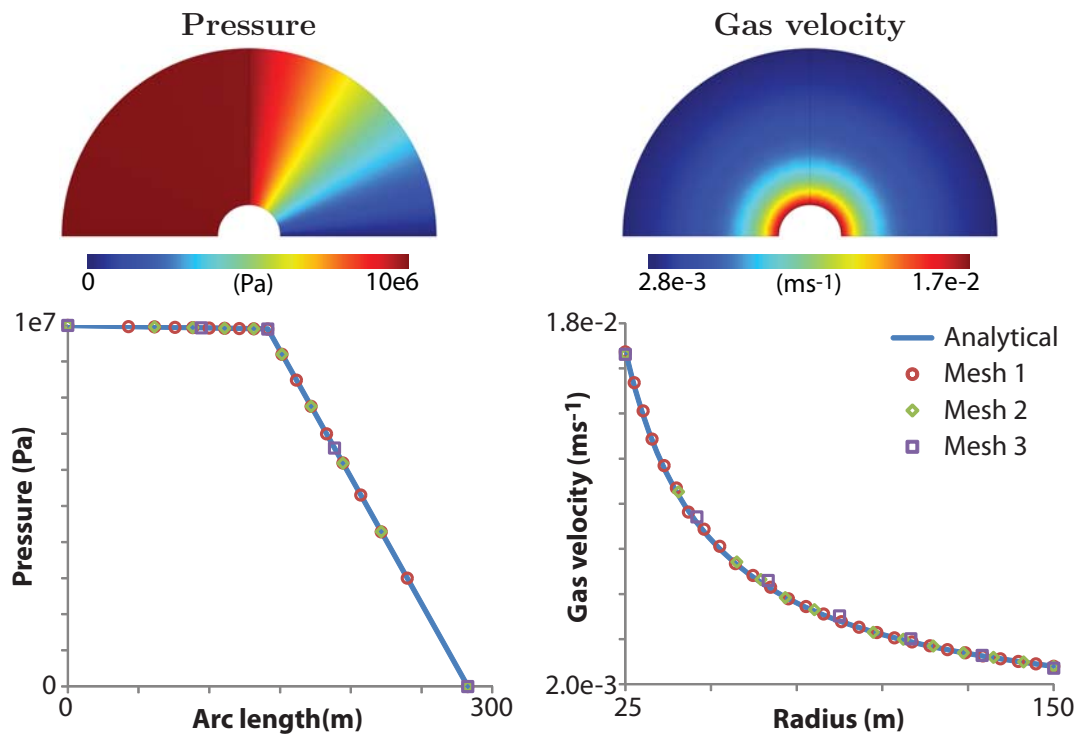 Pressure
Gas velocity
0
(Pa)
10e6
2.8e-3
(ms-1)
1.7e-2
1e7
Pressure (Pa)
0
0
Arc length(m)
300
1.8e-2
Gas velocity (ms-1)
2.0e-3
25
Radius (m)
150
Analytical
Mesh 1
Mesh 2
Mesh 3